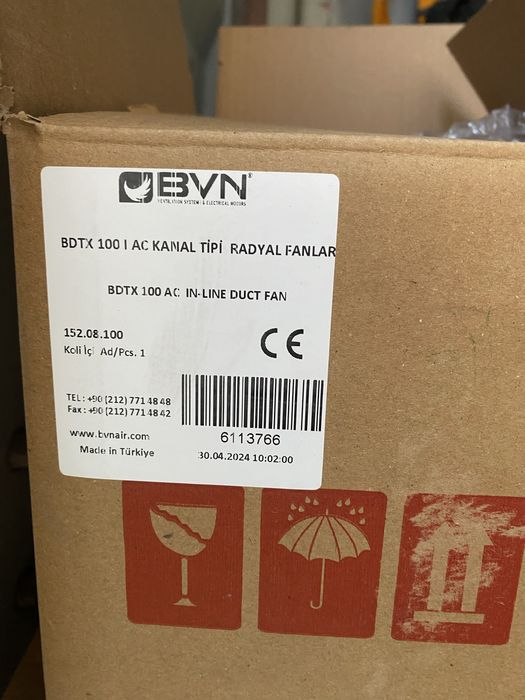 BVN®
VENTILATION SYSTEMS & ELECTRICAL MOTORS
BDTX 100 I AC KANAL TİPİ RADYAL FANLAR
BDTX 100 AC IN-LINE DUCT FAN
152.08.100
Koli İçi Ad/Pcs. 1
TEL : +90 (212) 771 48 48
Fax : +90 (212) 771 48 42
www.bvnair.com
Made in Türkiye
CE
6113766
30.04.2024 10:02:00